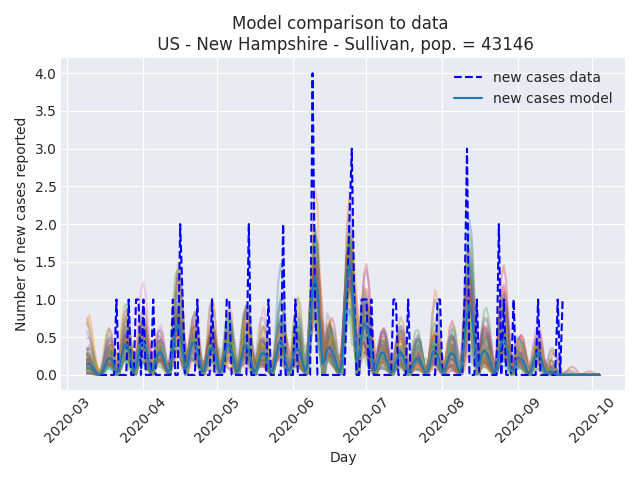 Model comparison to data
US - New Hampshire - Sullivan, pop. = 43146
new cases data
new cases model
Number of new cases reported
4.0
3.5
3.0
2.5
2.0
1.5
1.0
0.5
0.0
2020-03
2020-04
2020-05
2020-06
2020-07
2020-08
2020-09
2020-10
Day